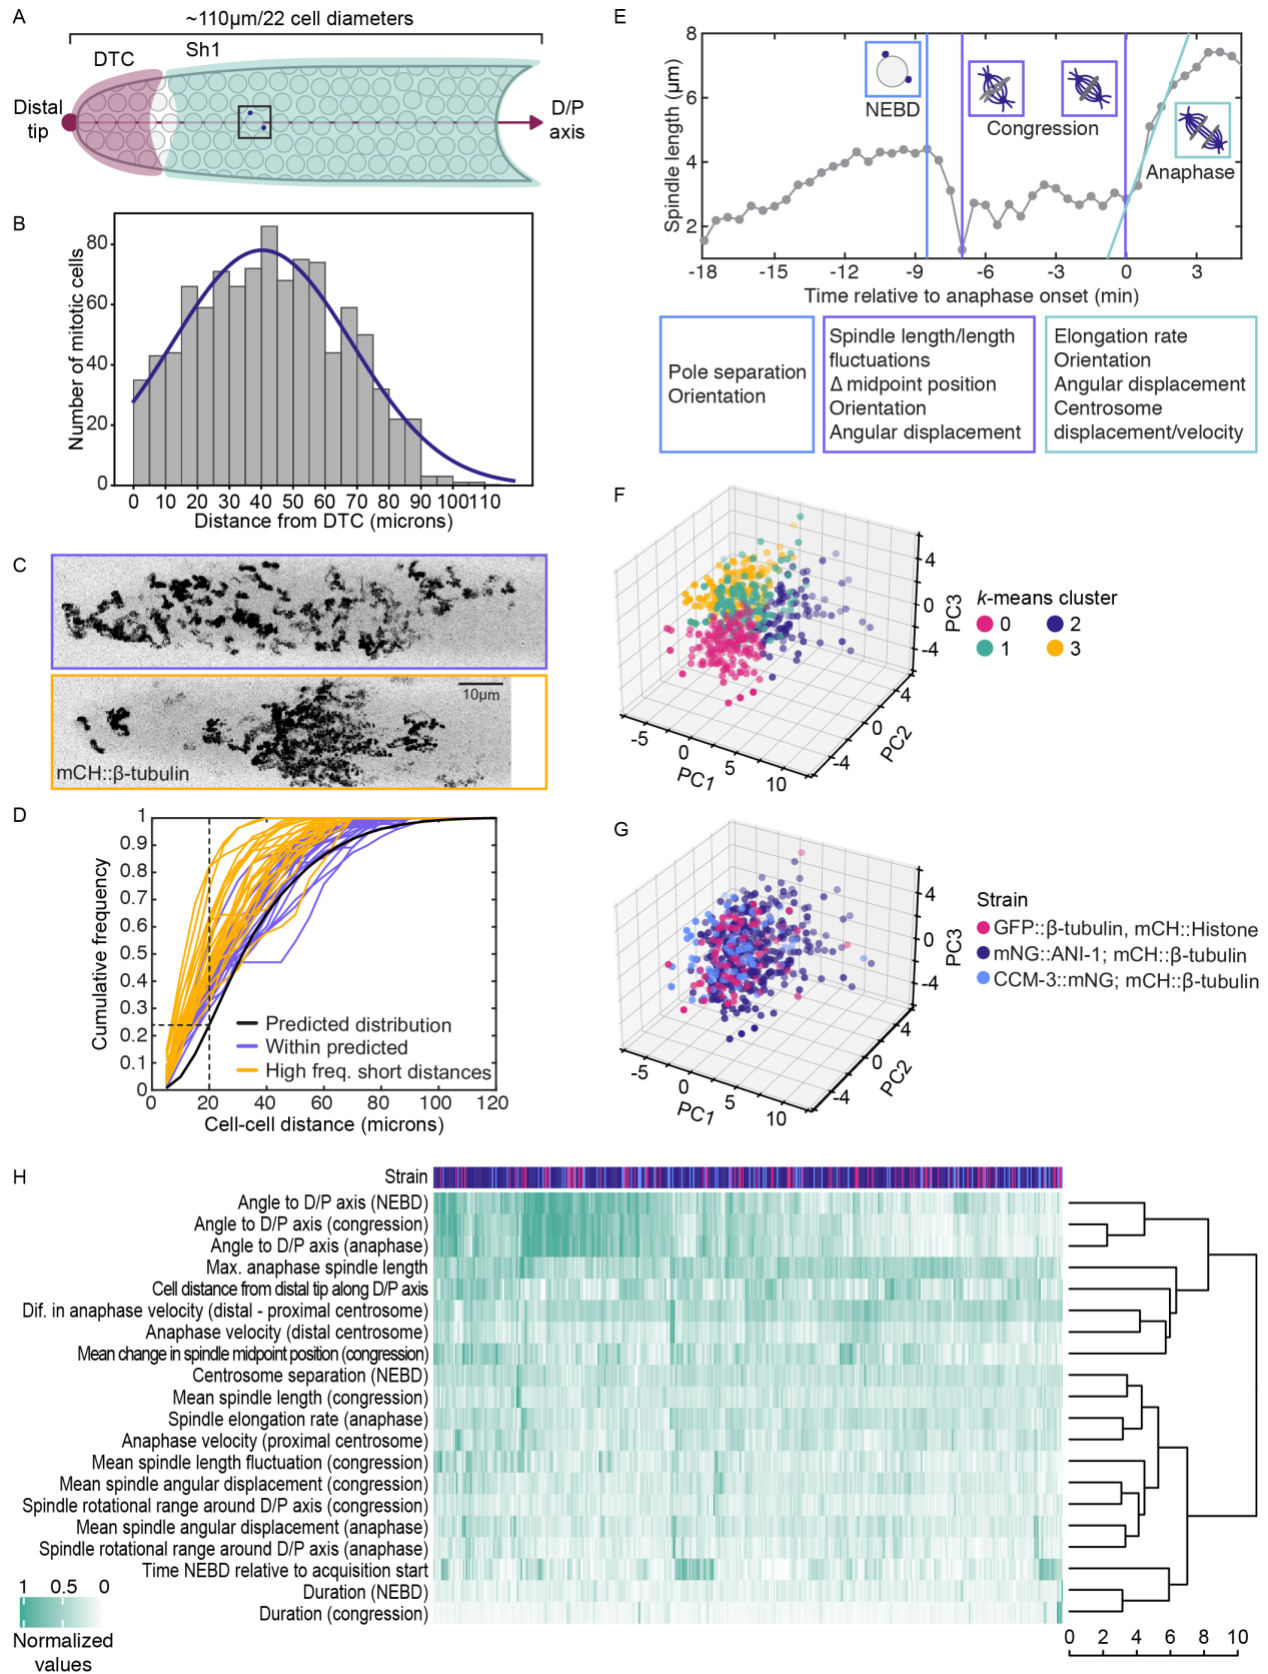 A
~110µm/22 cell diameters
DTC
Sh1
Distal
tip
D/P
axis
B
Number of mitotic cells
80
60
40
20
0
0 10 20 30 40 50 60 70 80 90 100 110
Distance from DTC (microns)
C
10µm
mCH::β-tubulin
D
Cumulative frequency
1
0.9
0.8
0.7
0.6
0.5
0.4
0.3
0.2
0.1
0
0 20 40 60 80 100 120
Cell-cell distance (microns)
Predicted distribution
Within predicted
High freq. short distances
E
Spindle length (µm)
8
6
4
2
NEBD
Congression
Anaphase
-18 -15 -12 -9 -6 -3 0 3
Time relative to anaphase onset (min)
Pole separation
Orientation
Spindle length/length
fluctuations
Δ midpoint position
Orientation
Angular displacement
Elongation rate
Orientation
Angular displacement
Centrosome
displacement/velocity
F
4
0
-4
PC3
4
0
-4
PC2
-5 0 5 10
PC1
k-means cluster
0 2
1 3
G
4
0
-4
PC3
4
0
-4
PC2
-5 0 5 10
PC1
Strain
GFP::β-tubulin, mCH::Histone
mNG::ANI-1; mCH::β-tubulin
CCM-3::mNG; mCH::β-tubulin
H
Strain
Angle to D/P axis (NEBD)
Angle to D/P axis (congression)
Angle to D/P axis (anaphase)
Max. anaphase spindle length
Cell distance from distal tip along D/P axis
Dif. in anaphase velocity (distal - proximal centrosome)
Anaphase velocity (distal centrosome)
Mean change in spindle midpoint position (congression)
Centrosome separation (NEBD)
Mean spindle length (congression)
Spindle elongation rate (anaphase)
Anaphase velocity (proximal centrosome)
Mean spindle length fluctuation (congression)
Mean spindle angular displacement (congression)
Spindle rotational range around D/P axis (congression)
Mean spindle angular displacement (anaphase)
Spindle rotational range around D/P axis (anaphase)
Time NEBD relative to acquisition start
Duration (NEBD)
Duration (congression)
1 0.5 0
Normalized
values
0 2 4 6 8 10